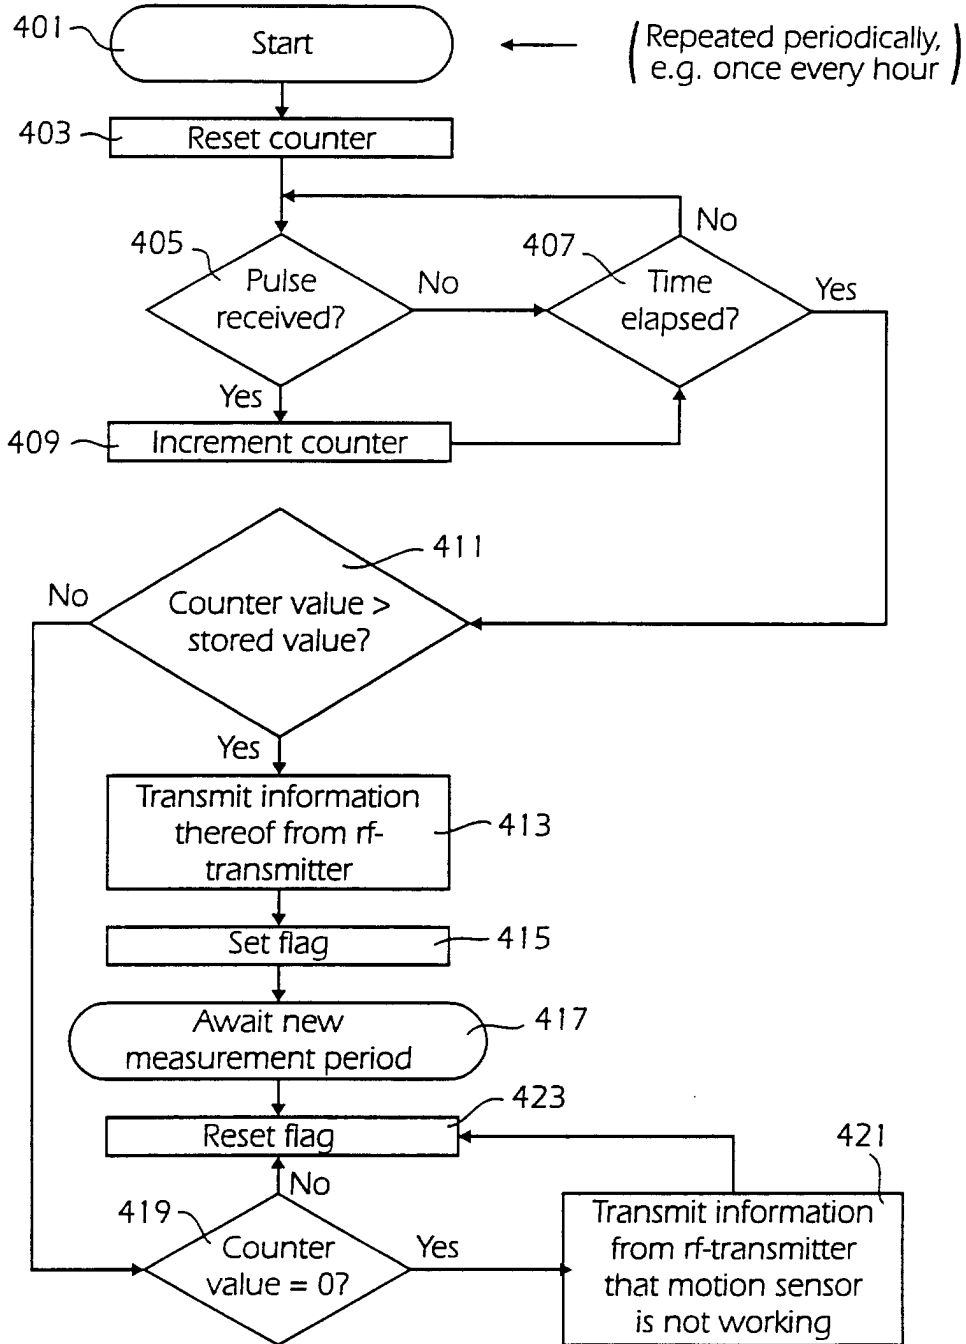 401
Start
(Repeated periodically,
e.g. once every hour)
403
Reset counter
No
405
407
Pulse
received?
No
Time
elapsed?
Yes
Yes
409
Increment counter
411
No
Counter value >
stored value?
Yes
Transmit information
thereof from rf-
transmitter
413
Set flag
415
Await new
measurement period
417
423
Reset flag
421
No
419
Counter
value = 0?
Yes
Transmit information
from rf-transmitter
that motion sensor
is not working